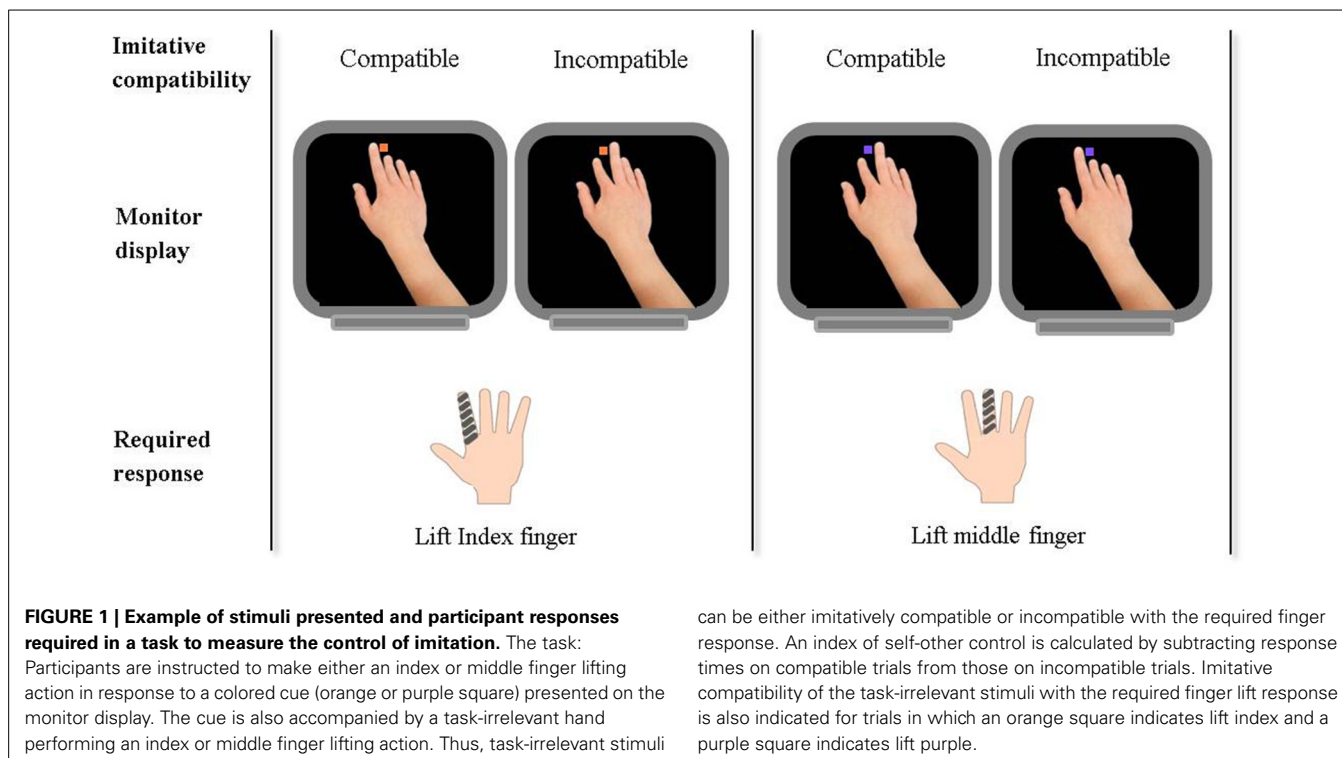 Imitative
compatibility
Compatible
Incompatible
Compatible
Incompatible
Monitor
display
Required
response
Lift Index finger
Lift middle finger
FIGURE 1 | Example of stimuli presented and participant responses
required in a task to measure the control of imitation. The task:
Participants are instructed to make either an index or middle finger lifting
action in response to a colored cue (orange or purple square) presented on the
monitor display. The cue is also accompanied by a task-irrelevant hand
performing an index or middle finger lifting action. Thus, task-irrelevant stimuli
can be either imitatively compatible or incompatible with the required finger
response. An index of self-other control is calculated by subtracting response
times on compatible trials from those on incompatible trials. Imitative
compatibility of the task-irrelevant stimuli with the required finger lift response
is also indicated for trials in which an orange square indicates lift index and a
purple square indicates lift purple.